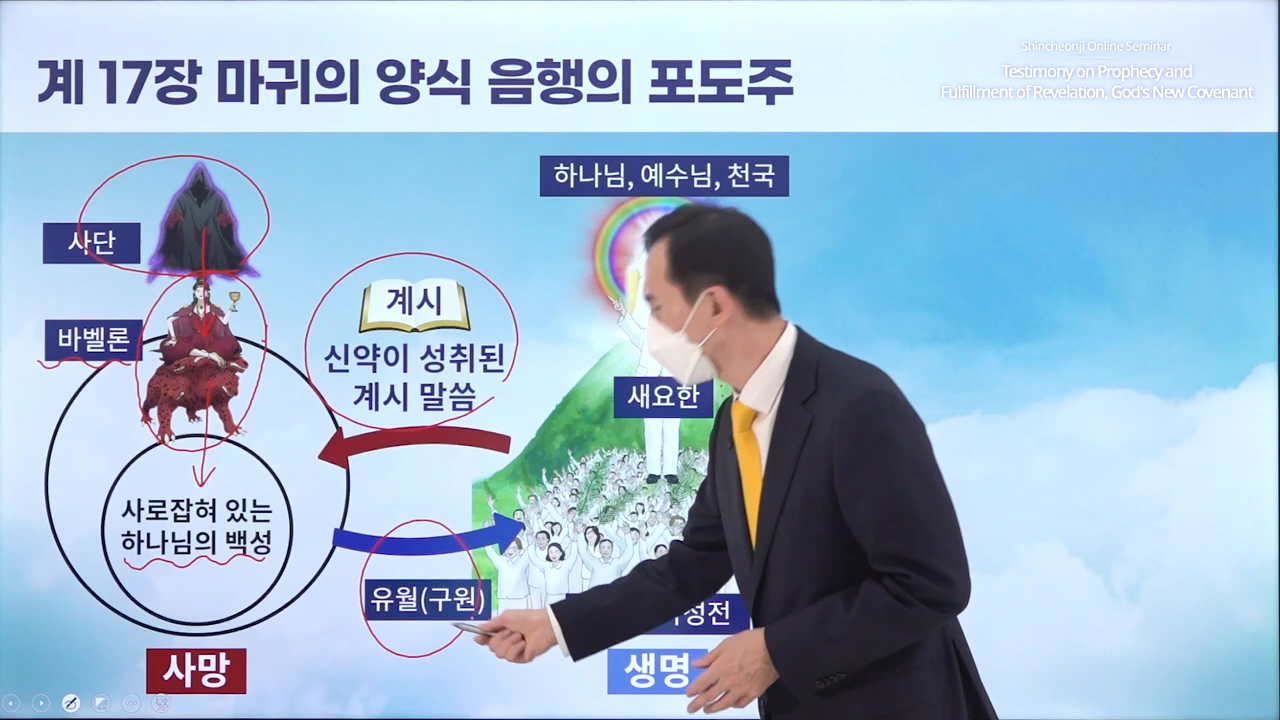 Shincheonji Online Seminar
Testimony on Prophecy and
Fulfillment of Revelation, God's New Covenant
계 17장 마귀의 양식 음행의 포도주
하나님, 예수님, 천국
사단
바벨론
계시
신약이 성취된
계시 말씀
새요한
사로잡혀 있는
하나님의 백성
유월(구원)
성전
사망
생명